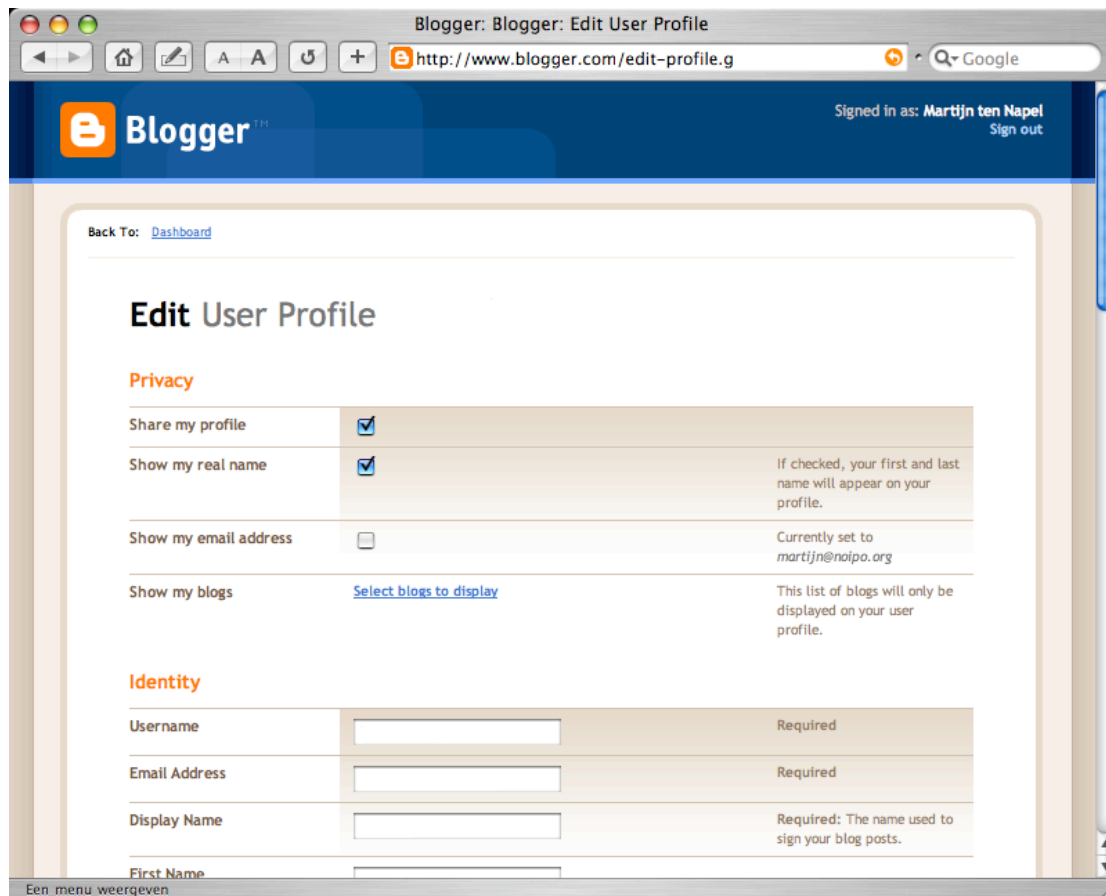 Blogger: Blogger: Edit User Profile
A A
http://www.blogger.com/edit-profile.g
Google
Blogger™
Signed in as: Martijn ten Napel
Sign out
Back To: Dashboard
Edit User Profile
Privacy
Share my profile
Show my real name
If checked, your first and last
name will appear on your
profile.
Show my email address
Currently set to
martijn@noipo.org
Show my blogs
Select blogs to display
This list of blogs will only be
displayed on your user
profile.
Identity
Username
Required
Email Address
Required
Display Name
Required: The name used to
sign your blog posts.
First Name
Een menu weergeven